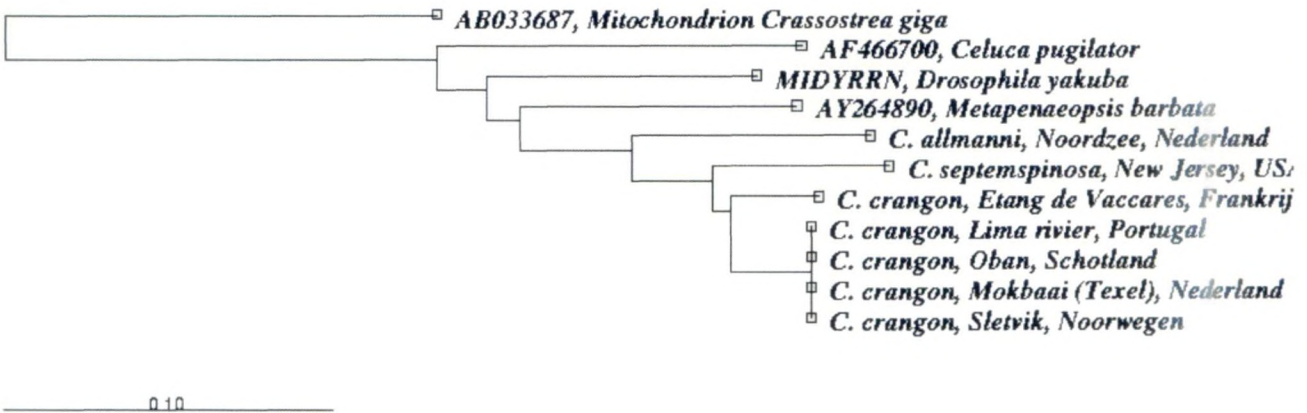 AB033687, Mitochondrion Crassostrea giga
AF466700, Celuca pugilator
MIDYRRN, Drosophila yakuba
AY264890, Metapenaeopsis barbata
C. allmanni, Noordzee, Nederland
C. septemspinosa, New Jersey, US
C. crangon, Etang de Vaccares, Frankrij
C. crangon, Lima rivier, Portugal
C. crangon, Oban, Schotland
C. crangon, Mokbaai (Texel), Nederland
C. crangon, Sletvik, Noorwegen
0.10